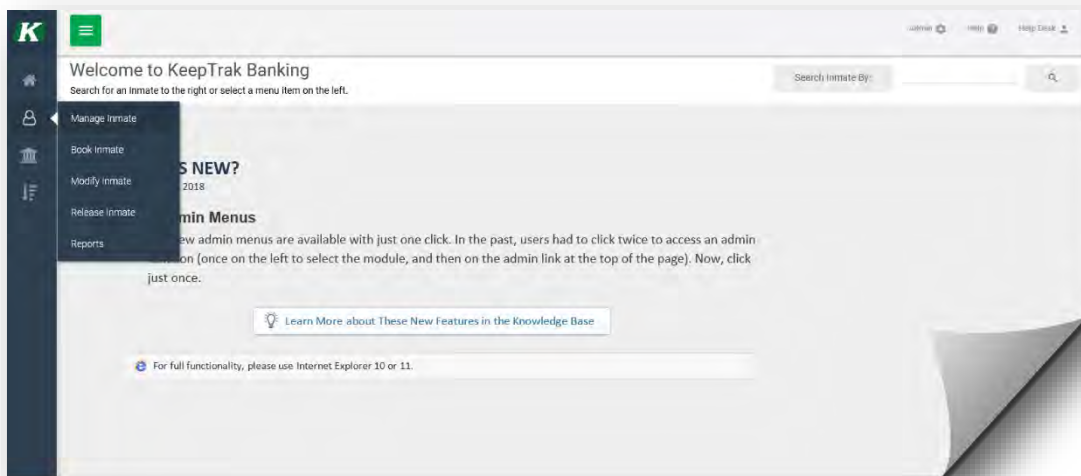 K
Admin Help Help Desk
Welcome to KeepTrak Banking
Search for an Inmate to the right or select a menu item on the left.
Search Inmate By:
Manage Inmate
Book Inmate
Modify Inmate
Release Inmate
Reports
S NEW?
2018
min Menus
ew admin menus are available with just one click. In the past, users had to click twice to access an admin
on (once on the left to select the module, and then on the admin link at the top of the page). Now, click
just once.
Learn More about These New Features in the Knowledge Base
For full functionality, please use Internet Explorer 10 or 11.